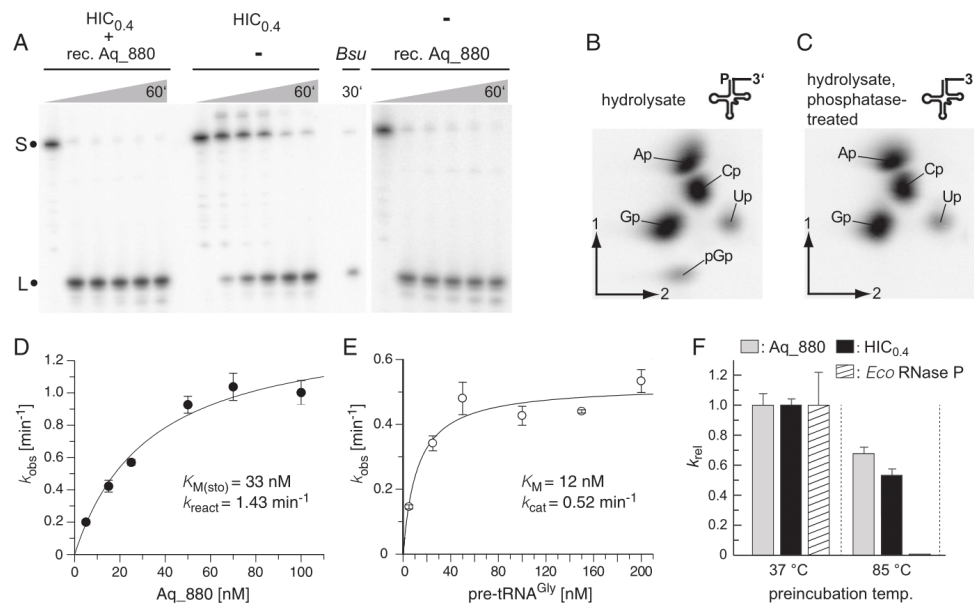 A
HIC0.4
+
rec. Aq_880
HIC0.4
-
Bsu
-
rec. Aq_880
60‘
60‘
30‘
60‘
S
L
B
hydrolysate
P
3‘
Ap
Cp
Gp
Up
pGp
1
2
C
hydrolysate,
phosphatase-
treated
3
Ap
Cp
Gp
Up
1
2
D
kobs [min-1]
1.2
1
0.8
0.6
0.4
0.2
0
0 20 40 60 80 100
KM(sto) = 33 nM
kreact = 1.43 min-1
Aq_880 [nM]
E
kobs [min-1]
0.6
0.4
0.2
0
0 40 80 120 160 200
KM = 12 nM
kcat = 0.52 min-1
pre-tRNAGly [nM]
F
: Aq_880 : HIC0.4
: Eco RNase P
krel
1.2
1
0.8
0.6
0.4
0.2
0
37 °C 85 °C
preincubation temp.